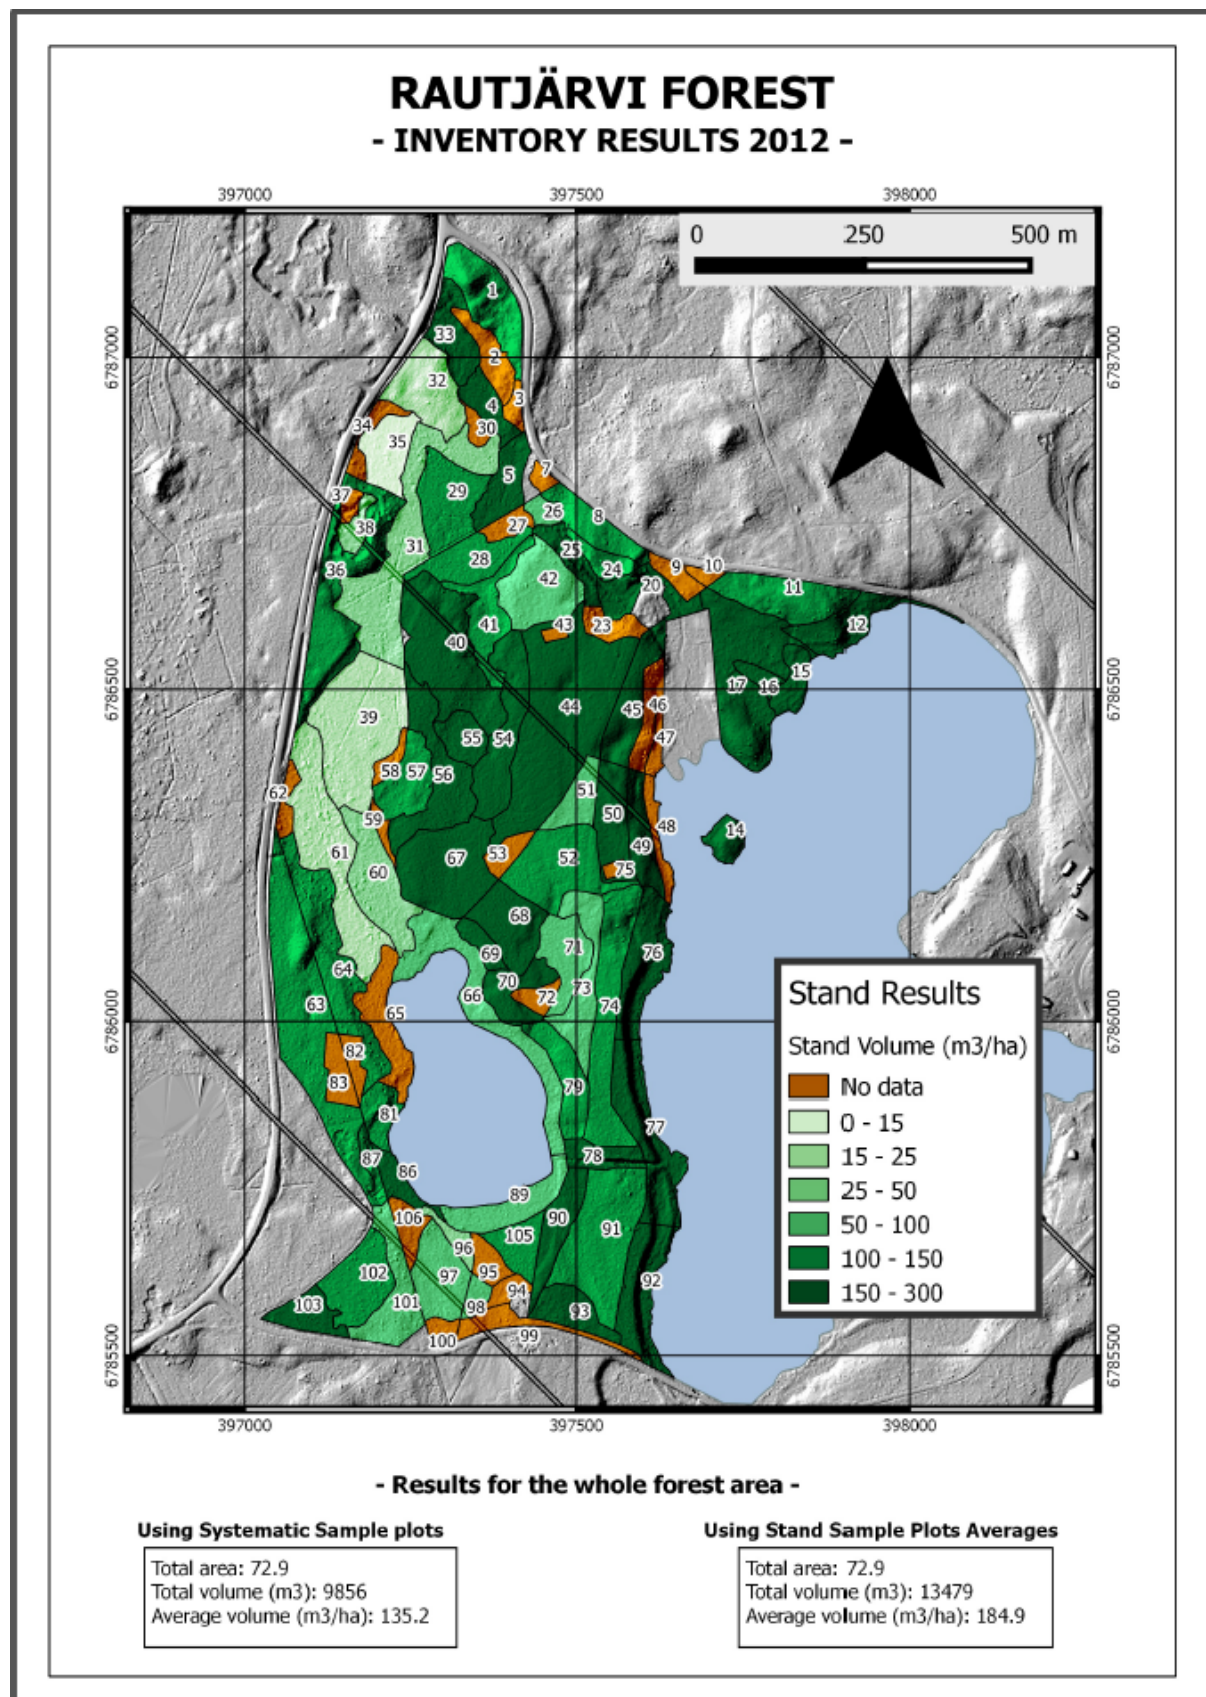 RAUTJÄRVI FOREST
- INVENTORY RESULTS 2012 -
397000 397500 398000
0 250 500 m
1
33
6787000 2 6787000
32
3
4
34 30
35
5 7
29
37 26 8
38 27
31 25
28 24 9 10
36 42 20 11
41 43 23 12
40
15
17 16
6786500 6786500
39 44 45 46
55 54 47
58 57 56
62 51
59 50 48 14
61 49
60 67 53 52 75
68
69 71 76
64 70
63 66 72 73 74
65
6786000 6786000
82
83 79
81 77
87 78
86
89
106 90
96 105 91
102 97 95
94 92
103 101 98 93
100 99
6785500 6785500
Stand Results
Stand Volume (m3/ha)
No data
0 - 15
15 - 25
25 - 50
50 - 100
100 - 150
150 - 300
397000 397500 398000
- Results for the whole forest area -
Using Systematic Sample plots
Total area: 72.9
Total volume (m3): 9856
Average volume (m3/ha): 135.2
Using Stand Sample Plots Averages
Total area: 72.9
Total volume (m3): 13479
Average volume (m3/ha): 184.9